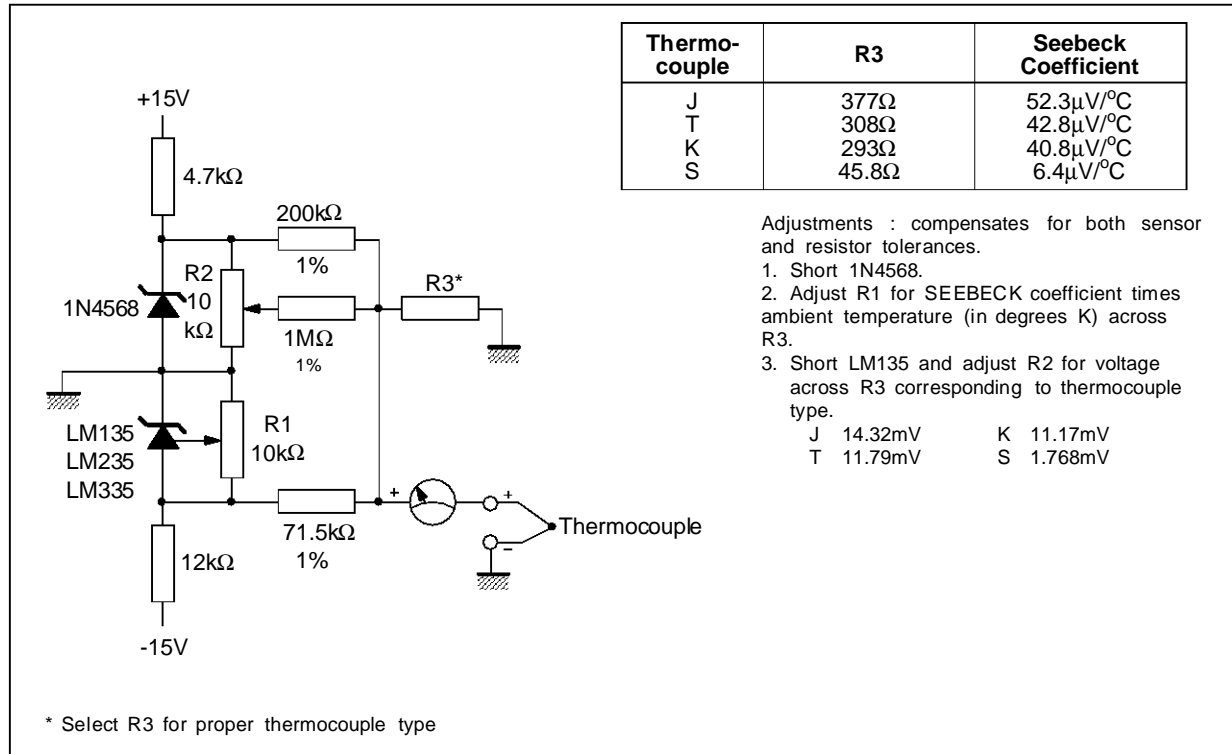 Thermo-
couple
R3
Seebeck
Coefficient
J 377Ω 52.3µV/°C
T 308Ω 42.8µV/°C
K 293Ω 40.8µV/°C
S 45.8Ω 6.4µV/°C
+15V
4.7kΩ
200kΩ
1%
R2
10
kΩ
1N4568
R3*
1MΩ
1%
LM135
LM235
LM335
R1
10kΩ
+
+
71.5kΩ
1%
Thermocouple
–
12kΩ
-15V
Adjustments : compensates for both sensor
and resistor tolerances.
1. Short 1N4568.
2. Adjust R1 for SEEBECK coefficient times
ambient temperature (in degrees K) across
R3.
3. Short LM135 and adjust R2 for voltage
across R3 corresponding to thermocouple
type.
J 14.32mV K 11.17mV
T 11.79mV S 1.768mV
* Select R3 for proper thermocouple type